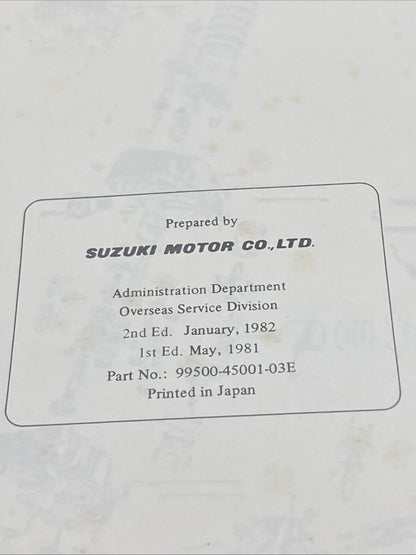 Prepared by
SUZUKI MOTOR CO.,LTD.
Administration Department
Overseas Service Division
2nd Ed. January, 1982
1st Ed. May, 1981
Part No.: 99500-45001-03E
Printed in Japan